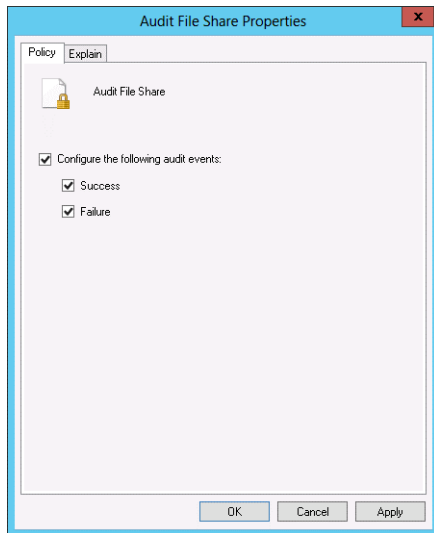 Audit File Share Properties
x
Policy
Explain
Audit File Share
Configure the following audit events:
Success
Failure
OK
Cancel
Apply